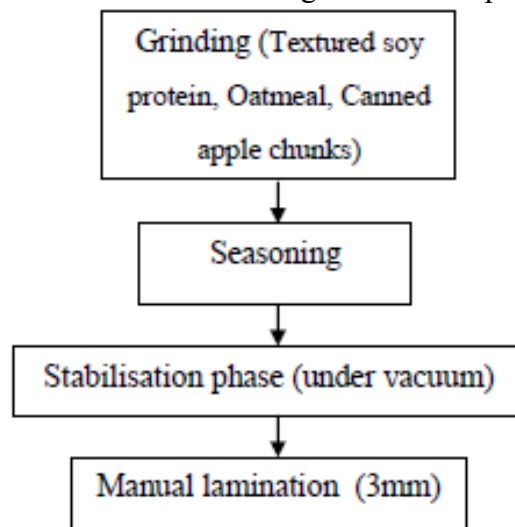 Grinding (Textured soy
protein, Oatmeal, Canned
apple chunks)
Seasoning
Stabilisation phase (under vacuum)
Manual lamination (3mm)